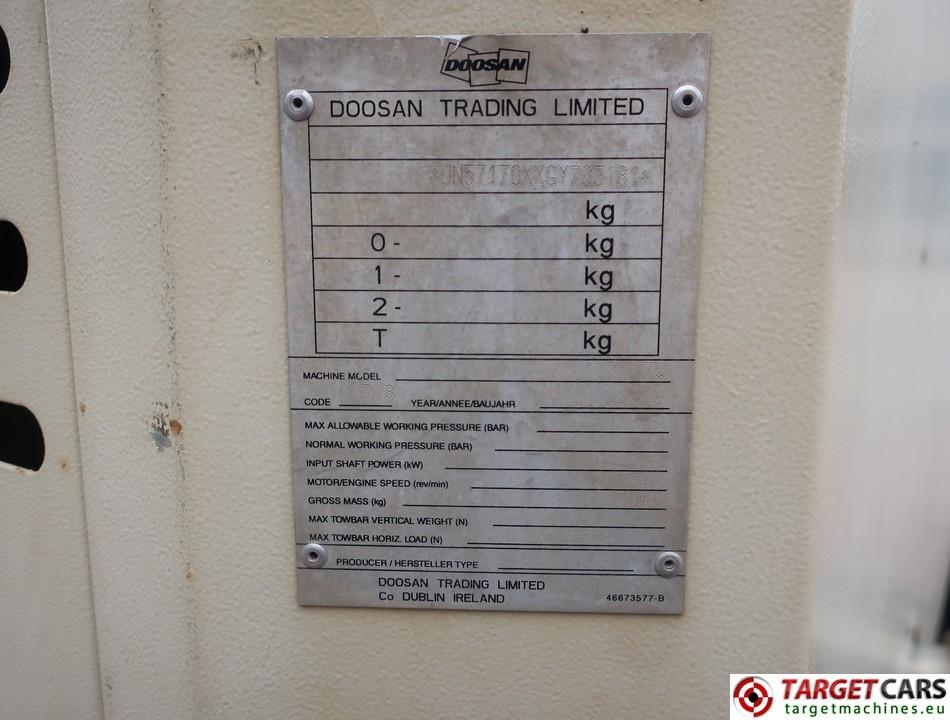 DOOSAN
DOOSAN TRADING LIMITED
kg
0- kg
1- kg
2- kg
T kg
MACHINE MODEL
CODE YEAR/ANNEE/BAUJAHR
MAX ALLOWABLE WORKING PRESSURE (BAR)
NORMAL WORKING PRESSURE (BAR)
INPUT SHAFT POWER (kW)
MOTOR/ENGINE SPEED (rev/min)
GROSS MASS (kg)
MAX TOWBAR VERTICAL WEIGHT (N)
MAX TOWBAR HORIZ. LOAD (N)
PRODUCER / HERSTELLER TYPE
DOOSAN TRADING LIMITED
Co DUBLIN IRELAND 46673577-B
TARGETCARS
targetmachines.eu